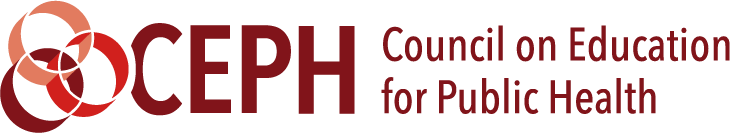 CEPH
Council on Education
for Public Health